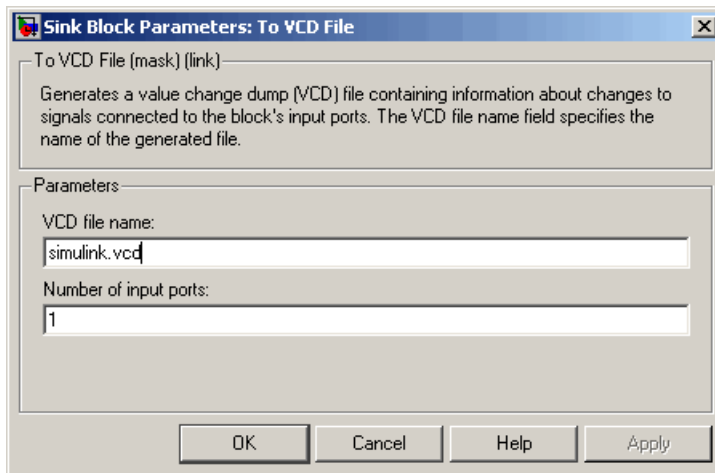 Sink Block Parameters: To VCD File
To VCD File (mask) (link)
Generates a value change dump (VCD) file containing information about changes to
signals connected to the block's input ports. The VCD file name field specifies the
name of the generated file.
Parameters
VCD file name:
simulink.vcd
Number of input ports:
1
OK Cancel Help Apply